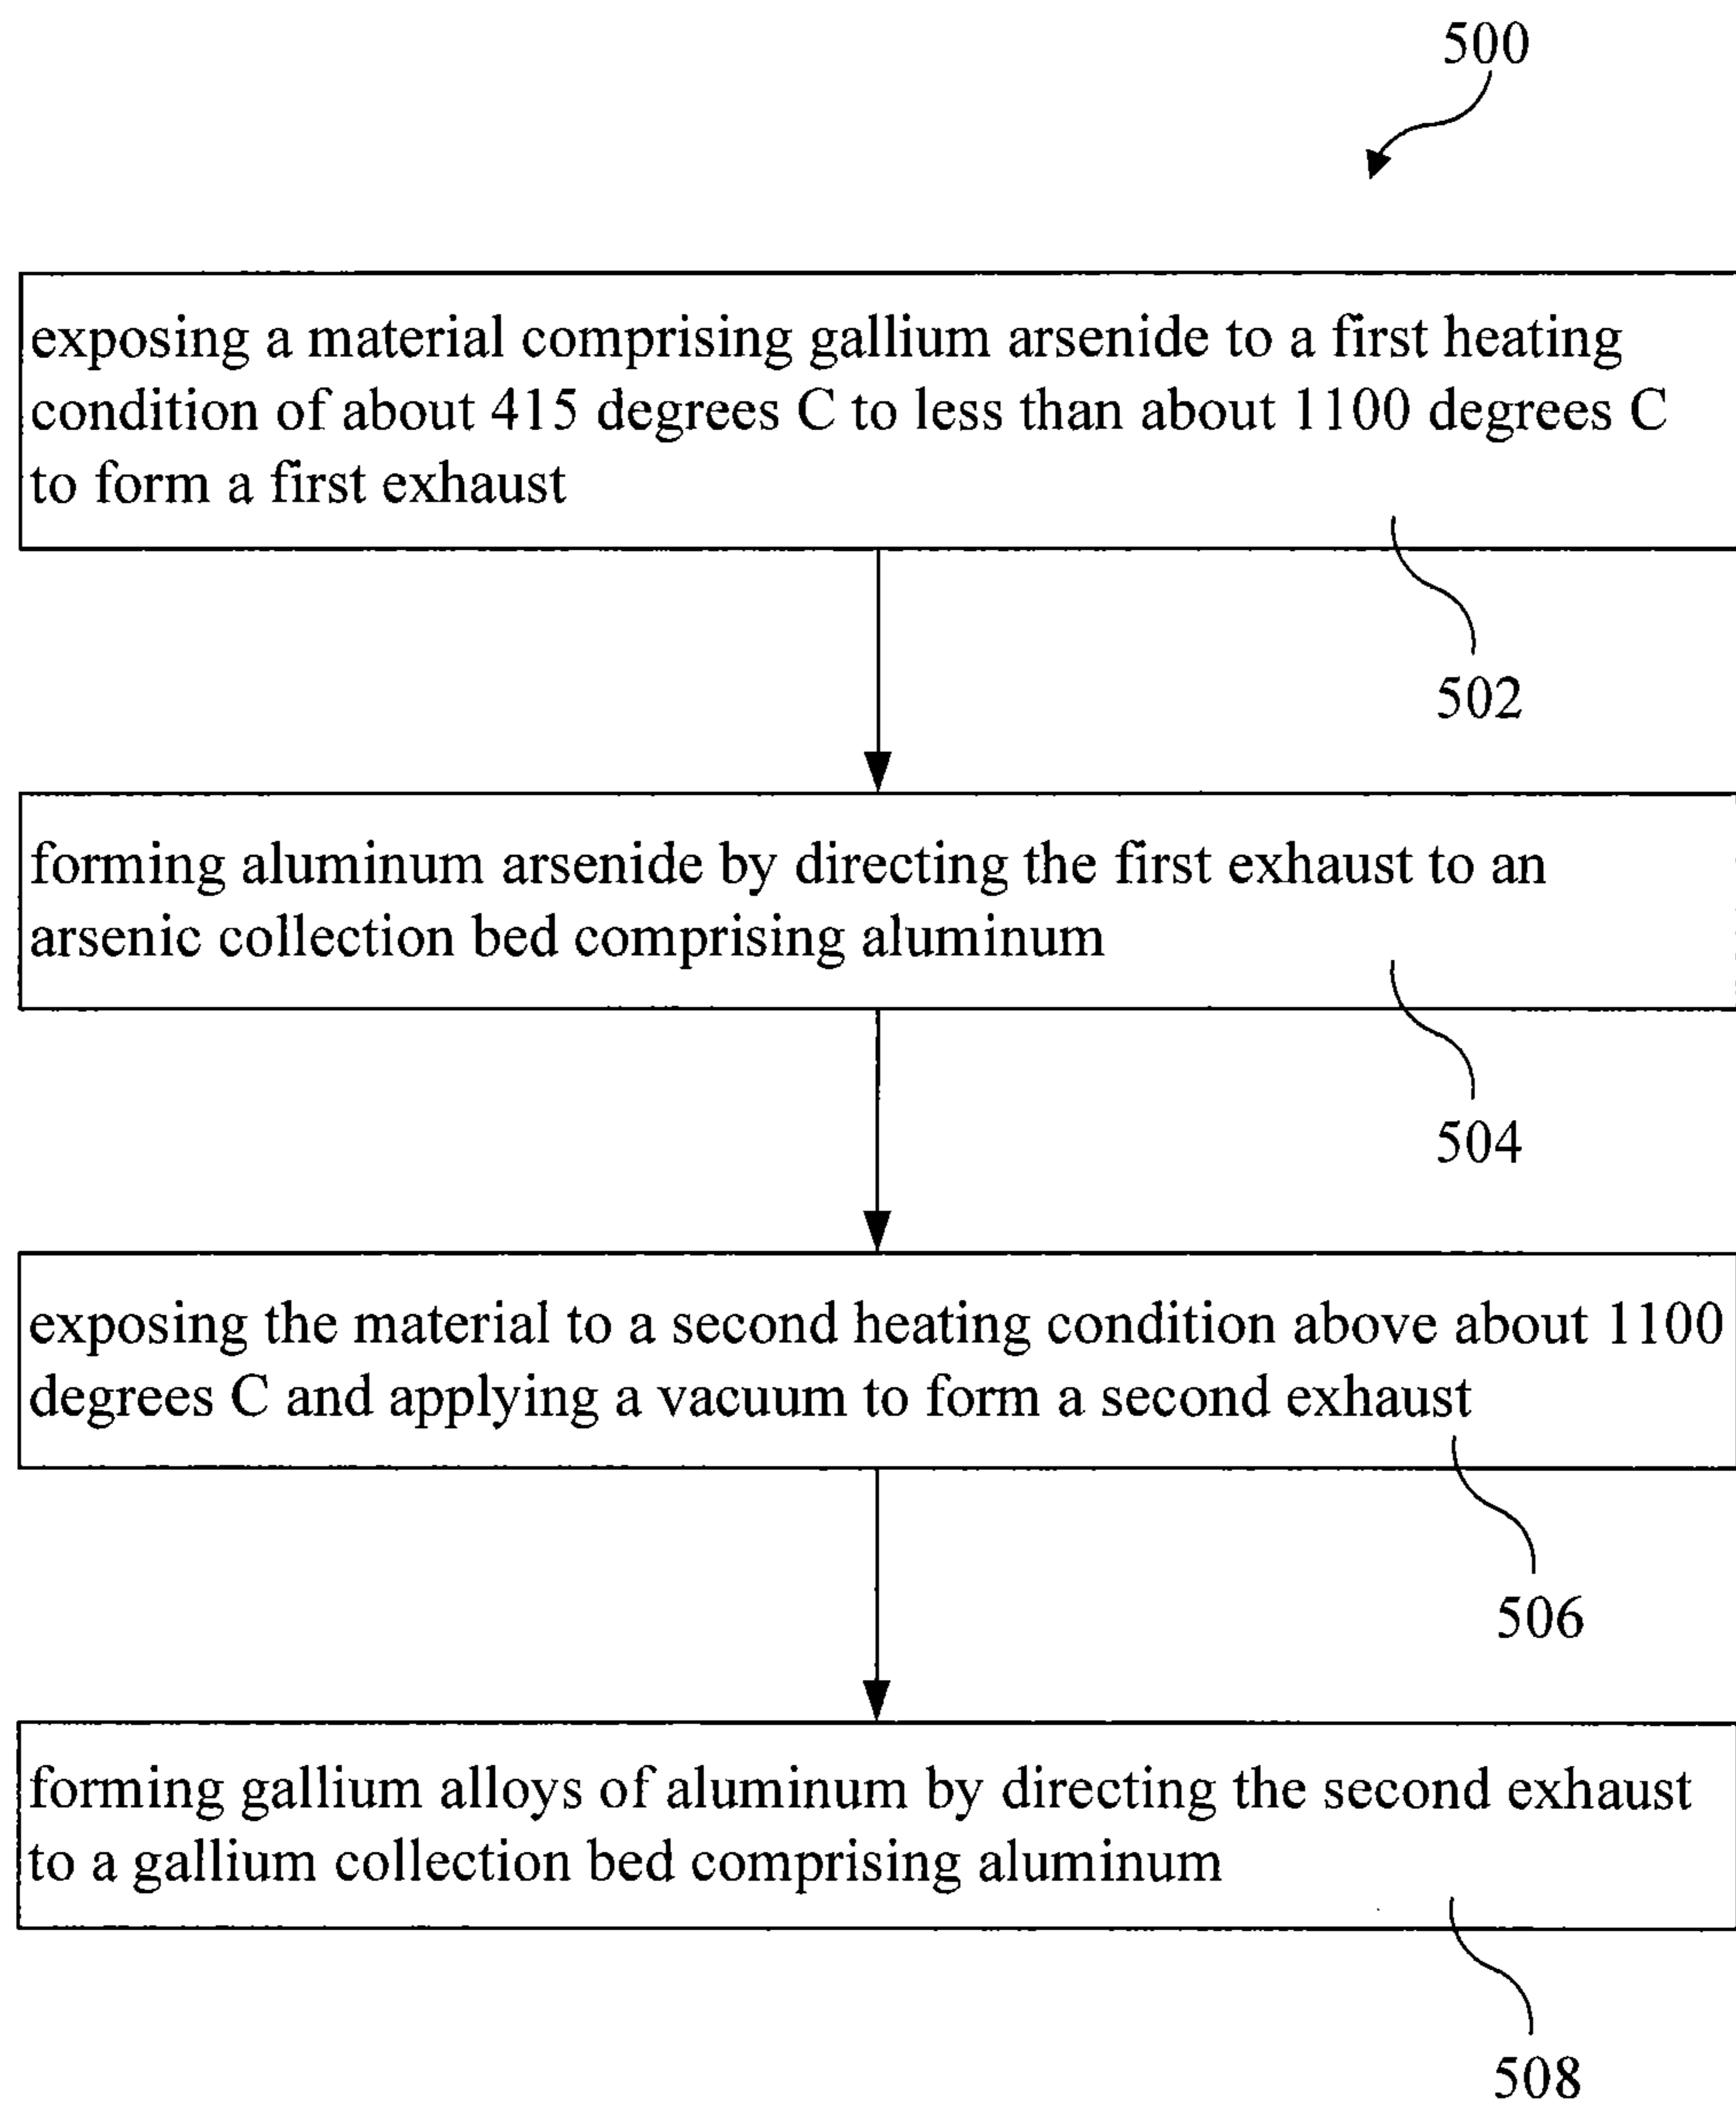 500
exposing a material comprising gallium arsenide to a first heating
condition of about 415 degrees C to less than about 1100 degrees C
to form a first exhaust
502
forming aluminum arsenide by directing the first exhaust to an
arsenic collection bed comprising aluminum
504
exposing the material to a second heating condition above about 1100
degrees C and applying a vacuum to form a second exhaust
506
forming gallium alloys of aluminum by directing the second exhaust
to a gallium collection bed comprising aluminum
508